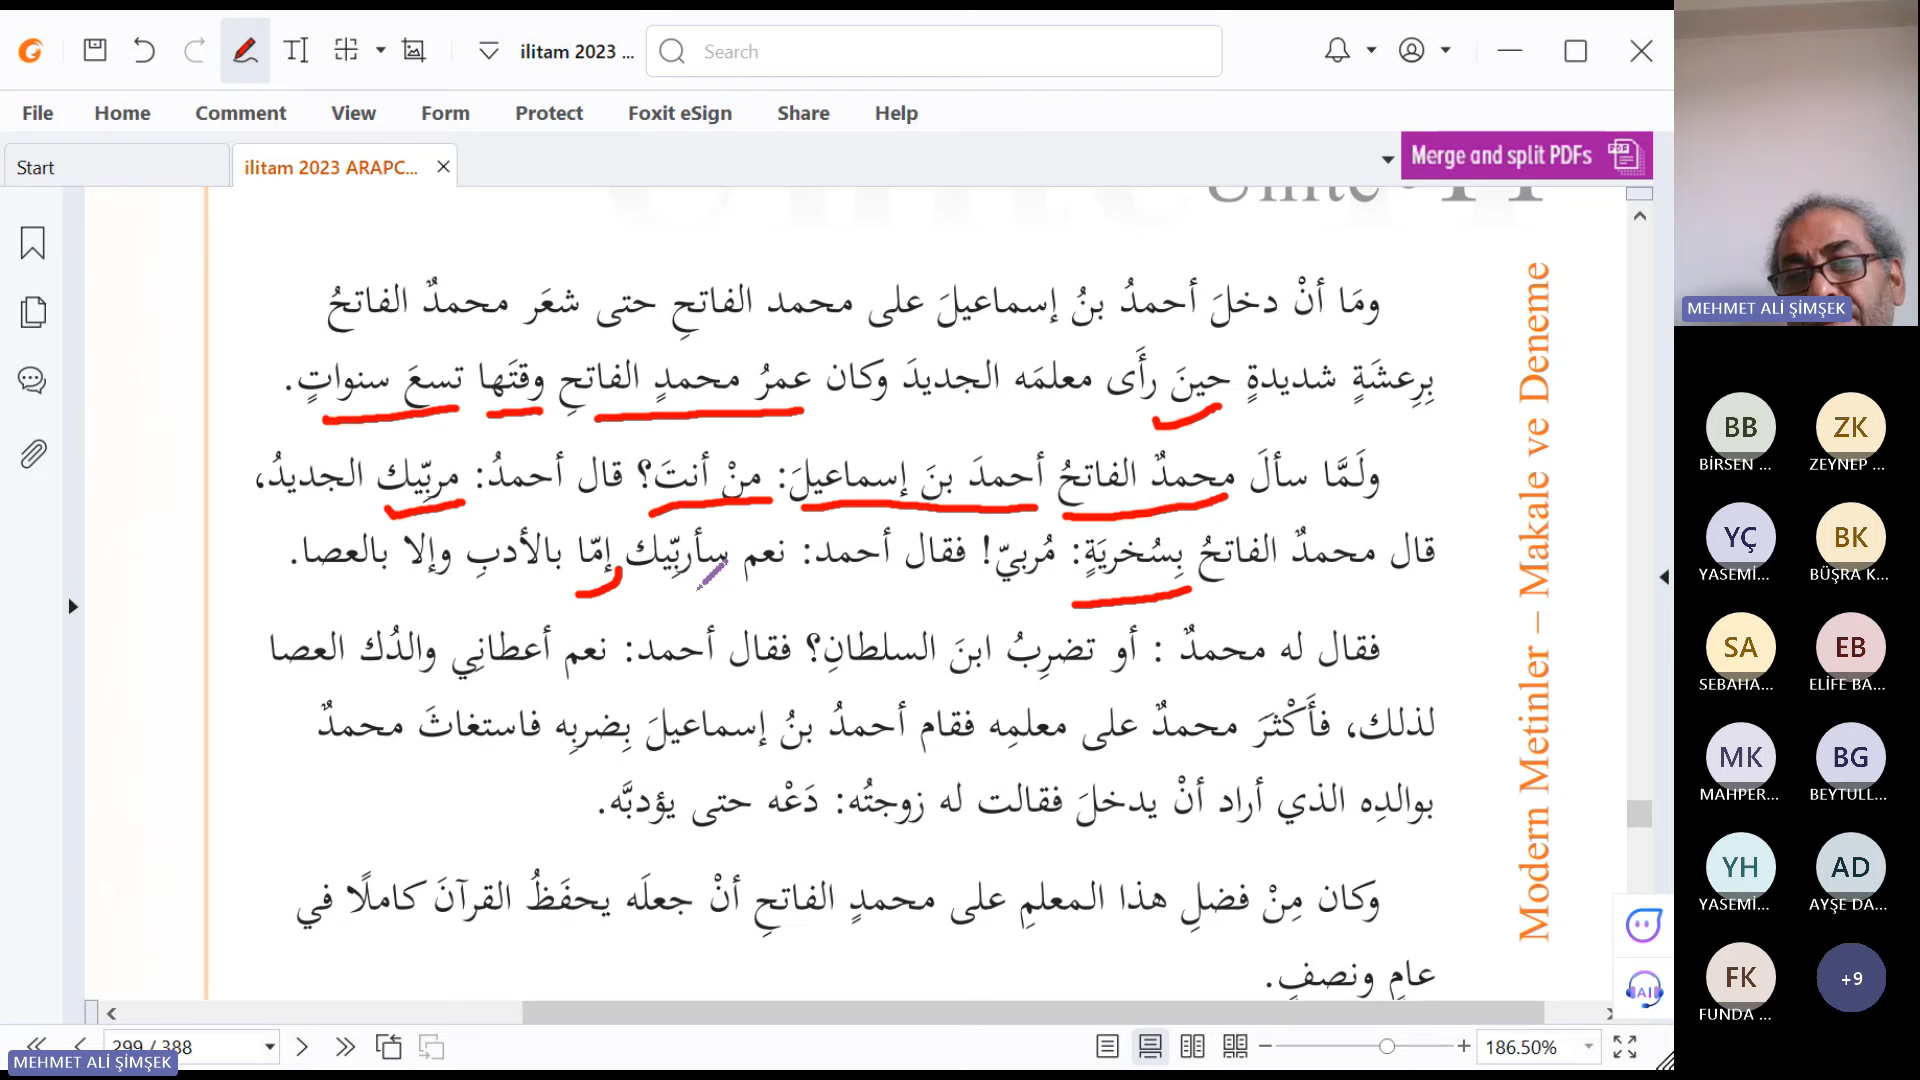 ilitam 2023 ...
Search
File Home Comment View Form Protect Foxit eSign Share Help
Start
ilitam 2023 ARAPC...
Merge and split PDFs
ومَا أنْ دخلَ أحمدُ بنُ إسماعيلَ على محمد الفاتحِ حتى شعَر محمدٌ الفاتحُ
بِرِعشَةٍ شديدةٍ حينَ رأَى معلمَه الجديدَ وكان عمرُ محمدٍ الفاتحِ وقتَها تسعَ سنواتٍ.
ولَمَّا سألَ محمدٌ الفاتحُ أحمدَ بنَ إسماعيلَ: منْ أنتَ؟ قال أحمدُ: مربِّيك الجديدُ،
قال محمدٌ الفاتحُ بِسُخريَةٍ: مُربيّ! فقال أحمد: نعم سأربِّيك إمّا بالأدبِ وإلا بالعصا.
فقال له محمدٌ : أو تضرِبُ ابنَ السلطانِ؟ فقال أحمد: نعم أعطانِي والدُك العصا
لذلك، فأَكْثرَ محمدٌ على معلمِه فقام أحمدُ بنُ إسماعيلَ بِضربِه فاستغاثَ محمدٌ
بوالدِه الذي أراد أنْ يدخلَ فقالت له زوجتُه: دَعْه حتى يؤدبَّه.
وكان مِنْ فضلِ هذا المعلمِ على محمدٍ الفاتحِ أنْ جعلَه يحفَظُ القرآنَ كاملًا في
عامٍ ونصفٍ.
Modern Metinler – Makale ve Deneme
AI
299 / 388
186.50%
MEHMET ALİ ŞİMŞEK
MEHMET ALİ ŞİMŞEK
BB ZK
BİRSEN ... ZEYNEP ...
YÇ BK
YASEMİ... BÜŞRA K...
SA EB
SEBAHA... ELİFE BA...
MK BG
MAHPER... BEYTULL...
YH AD
YASEMİ... AYŞE DA...
FK +9
FUNDA ...